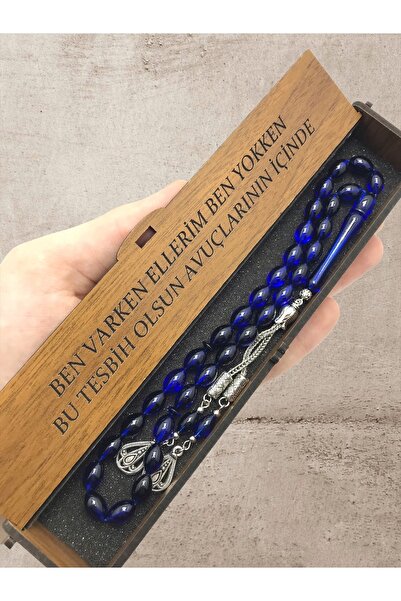 BEN VARKEN ELLERİM BEN YOKKEN
BU TESBİH OLSUN AVUÇLARININ İÇİNDE